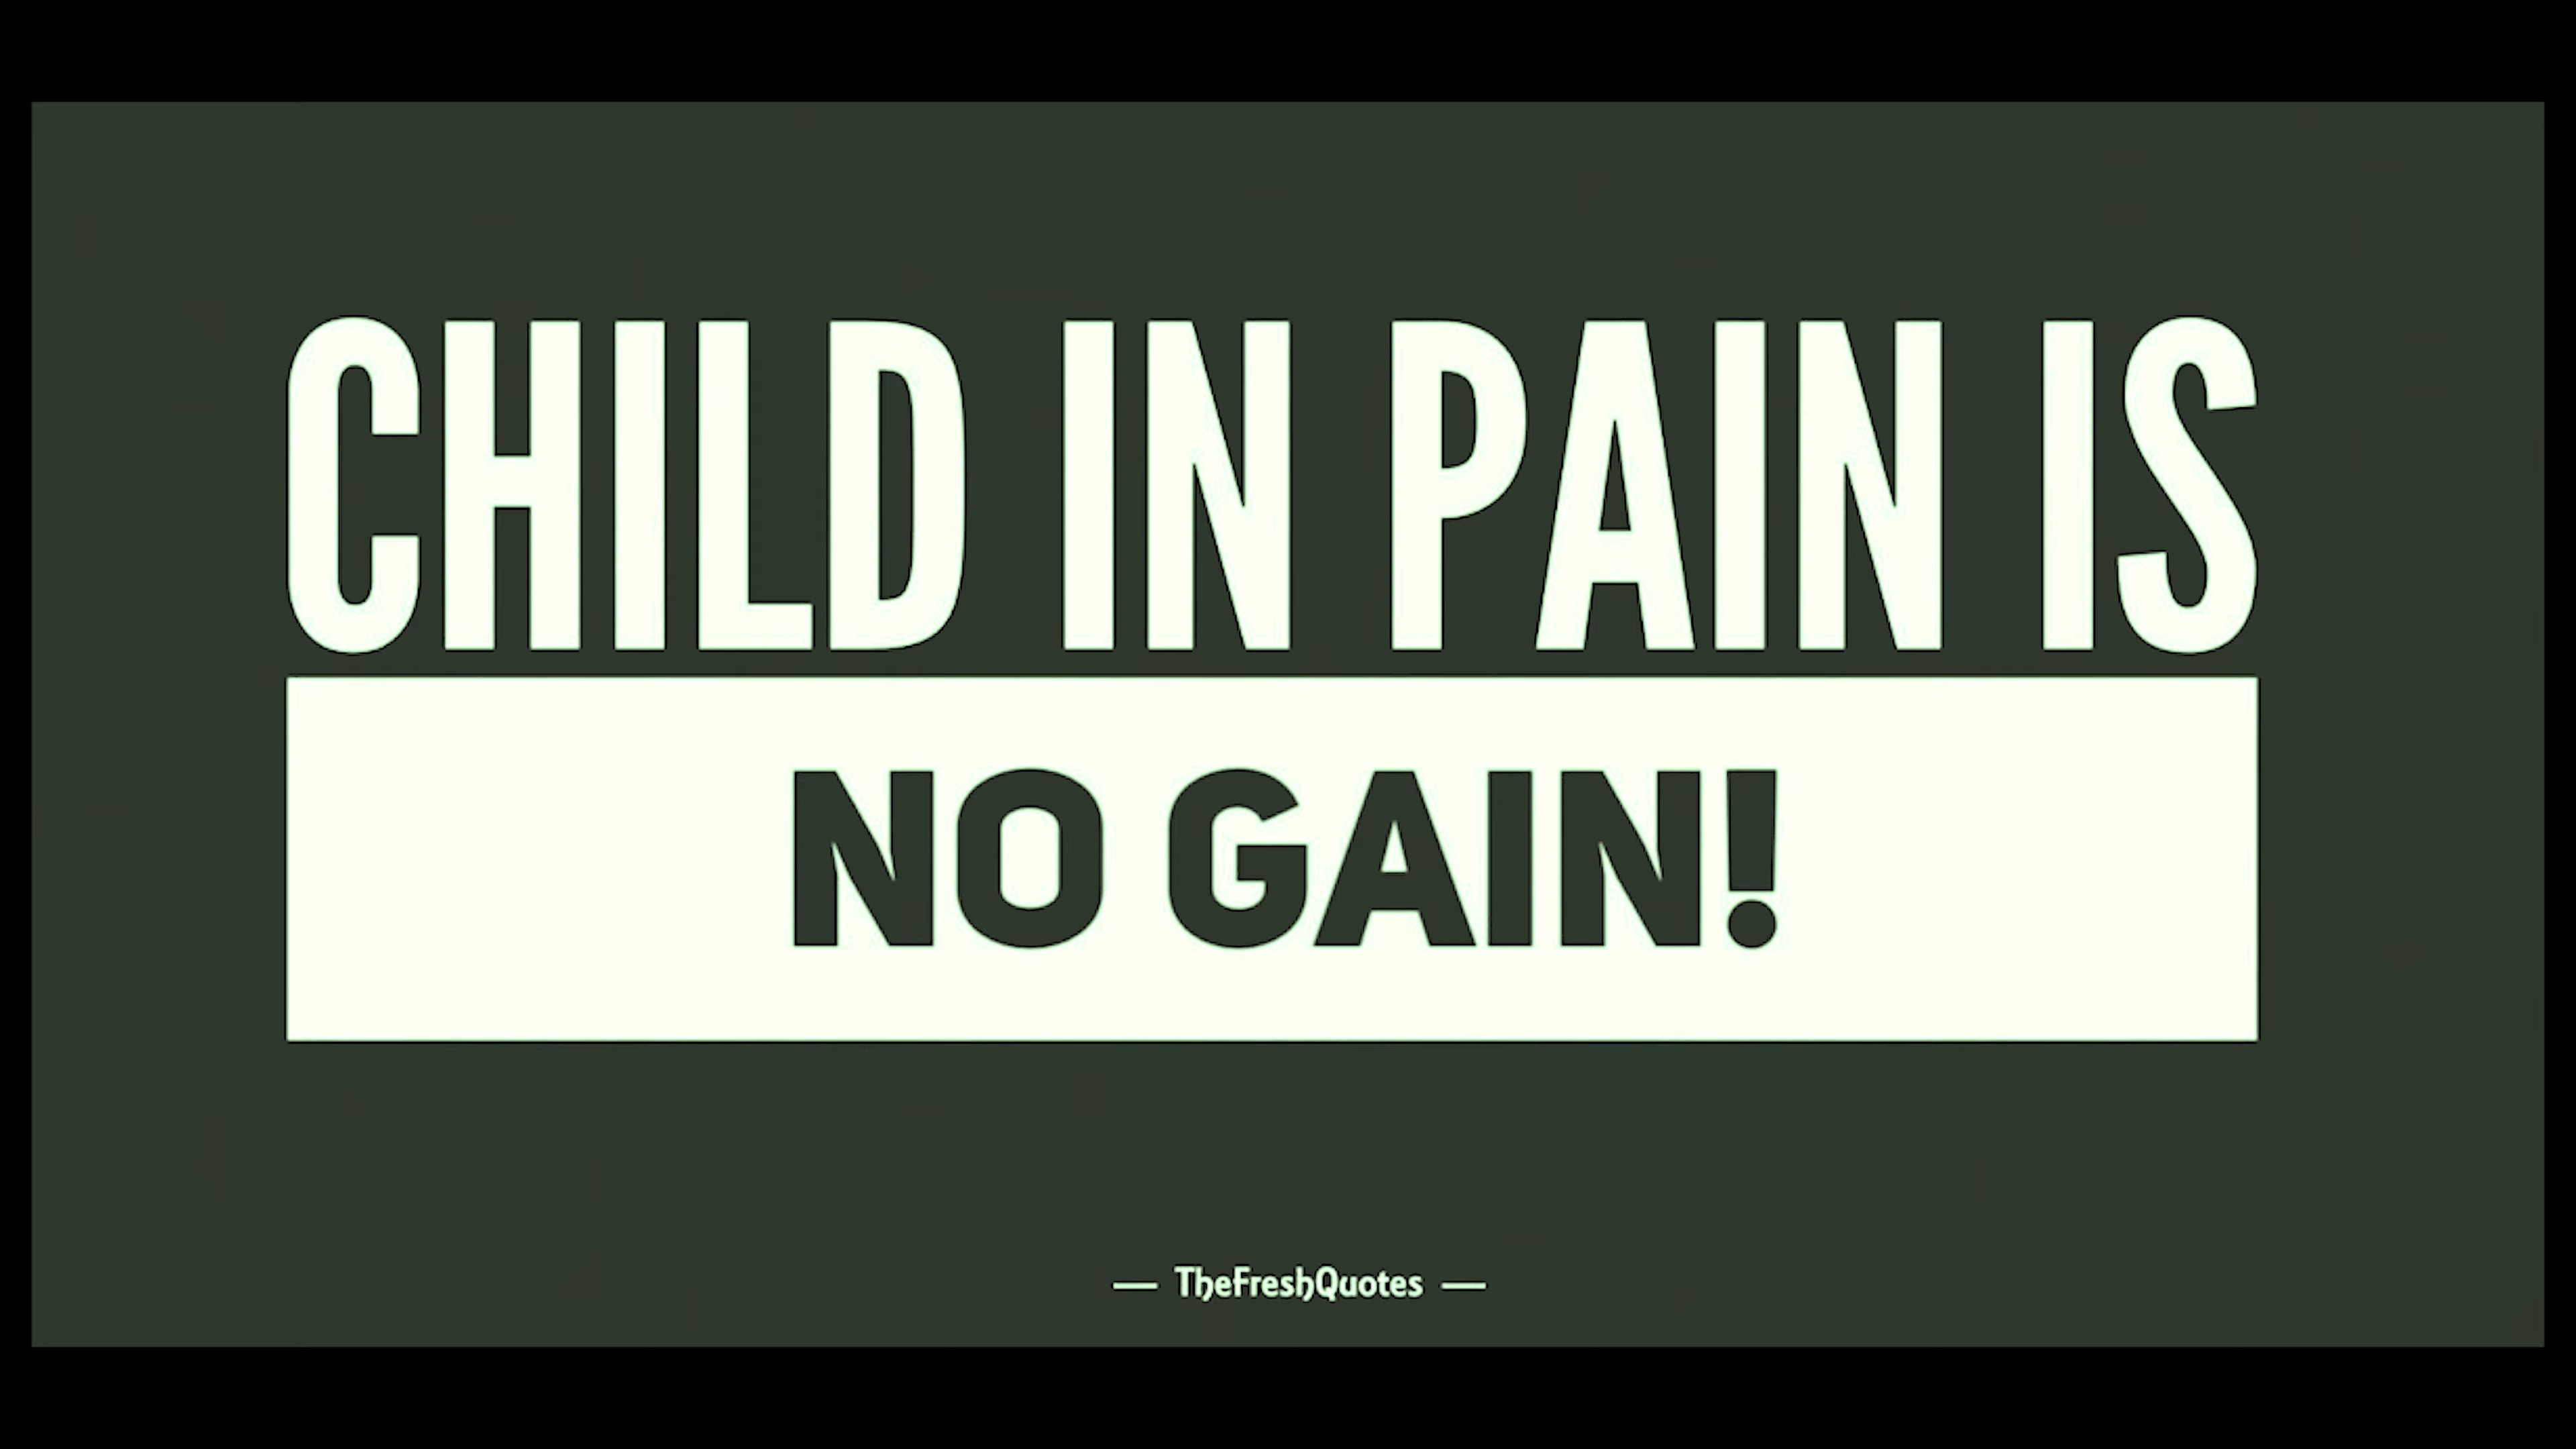 CHILD IN PAIN IS
NO GAIN!
— TheFreshQuotes —